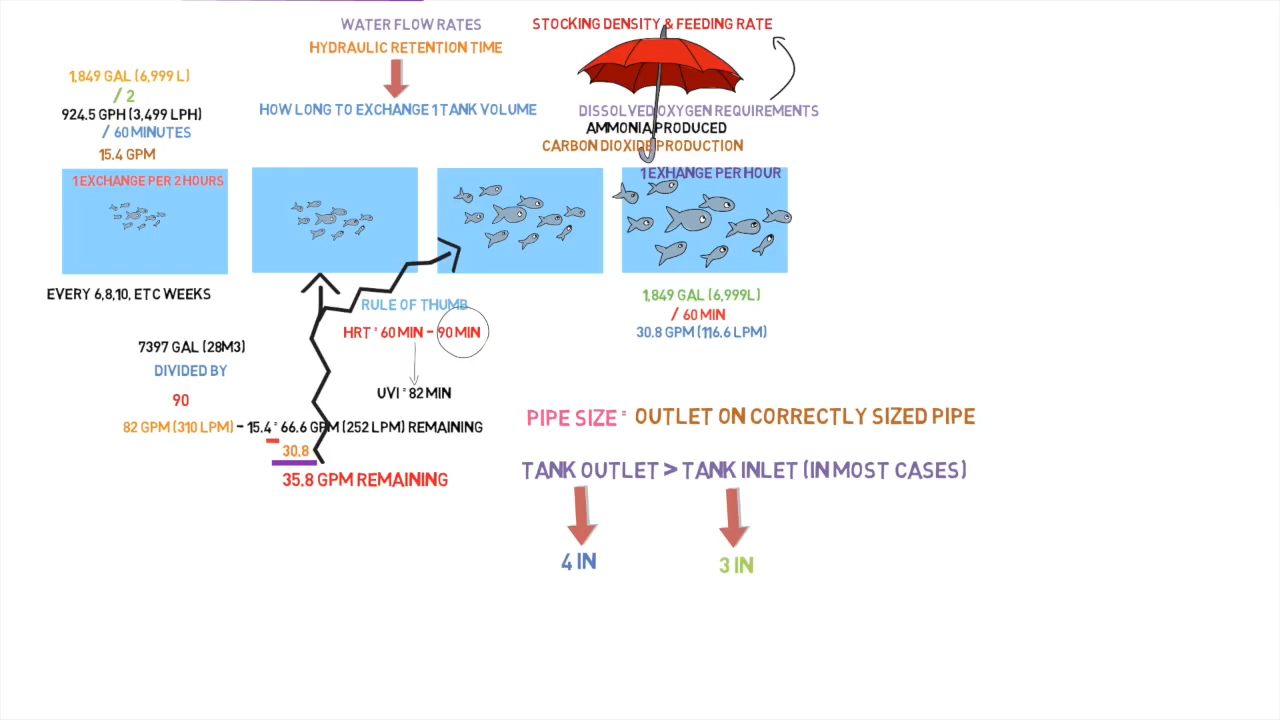 WATER FLOW RATES
HYDRAULIC RETENTION TIME
HOW LONG TO EXCHANGE 1 TANK VOLUME
STOCKING DENSITY & FEEDING RATE
DISSOLVED OXYGEN REQUIREMENTS
AMMONIA PRODUCED
CARBON DIOXIDE PRODUCTION
1,849 GAL (6,999 L)
/ 2
924.5 GPH (3,499 LPH)
/ 60 MINUTES
15.4 GPM
1 EXCHANGE PER 2 HOURS
1 EXHANGE PER HOUR
EVERY 6,8,10, ETC WEEKS
RULE OF THUMB
HRT = 60 MIN - 90 MIN
UVI = 82 MIN
1,849 GAL (6,999L)
/ 60 MIN
30.8 GPM (116.6 LPM)
7397 GAL (28M3)
DIVIDED BY
90
82 GPM (310 LPM) - 15.4 = 66.6 GPM (252 LPM) REMAINING
- 30.8
35.8 GPM REMAINING
PIPE SIZE = OUTLET ON CORRECTLY SIZED PIPE
TANK OUTLET > TANK INLET (IN MOST CASES)
4 IN
3 IN